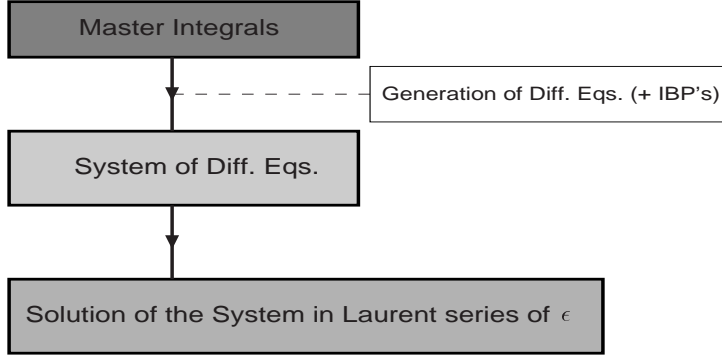 Master Integrals
Generation of Diff. Eqs. (+ IBP's)
System of Diff. Eqs.
Solution of the System in Laurent series of ϵ